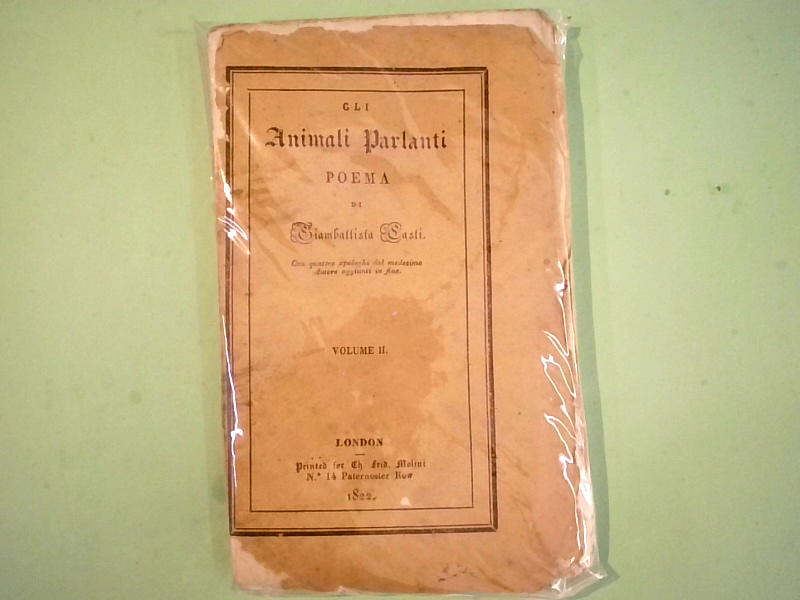 GLI
Animali Parlanti
POEMA
DI
Giambattista Casti.
Con quattro apologhi del medesimo
Autore aggiunti in fine.
VOLUME II.
LONDON
Printed for Ch. Frid. Molini
N.º 14 Paternoster Row
1822.